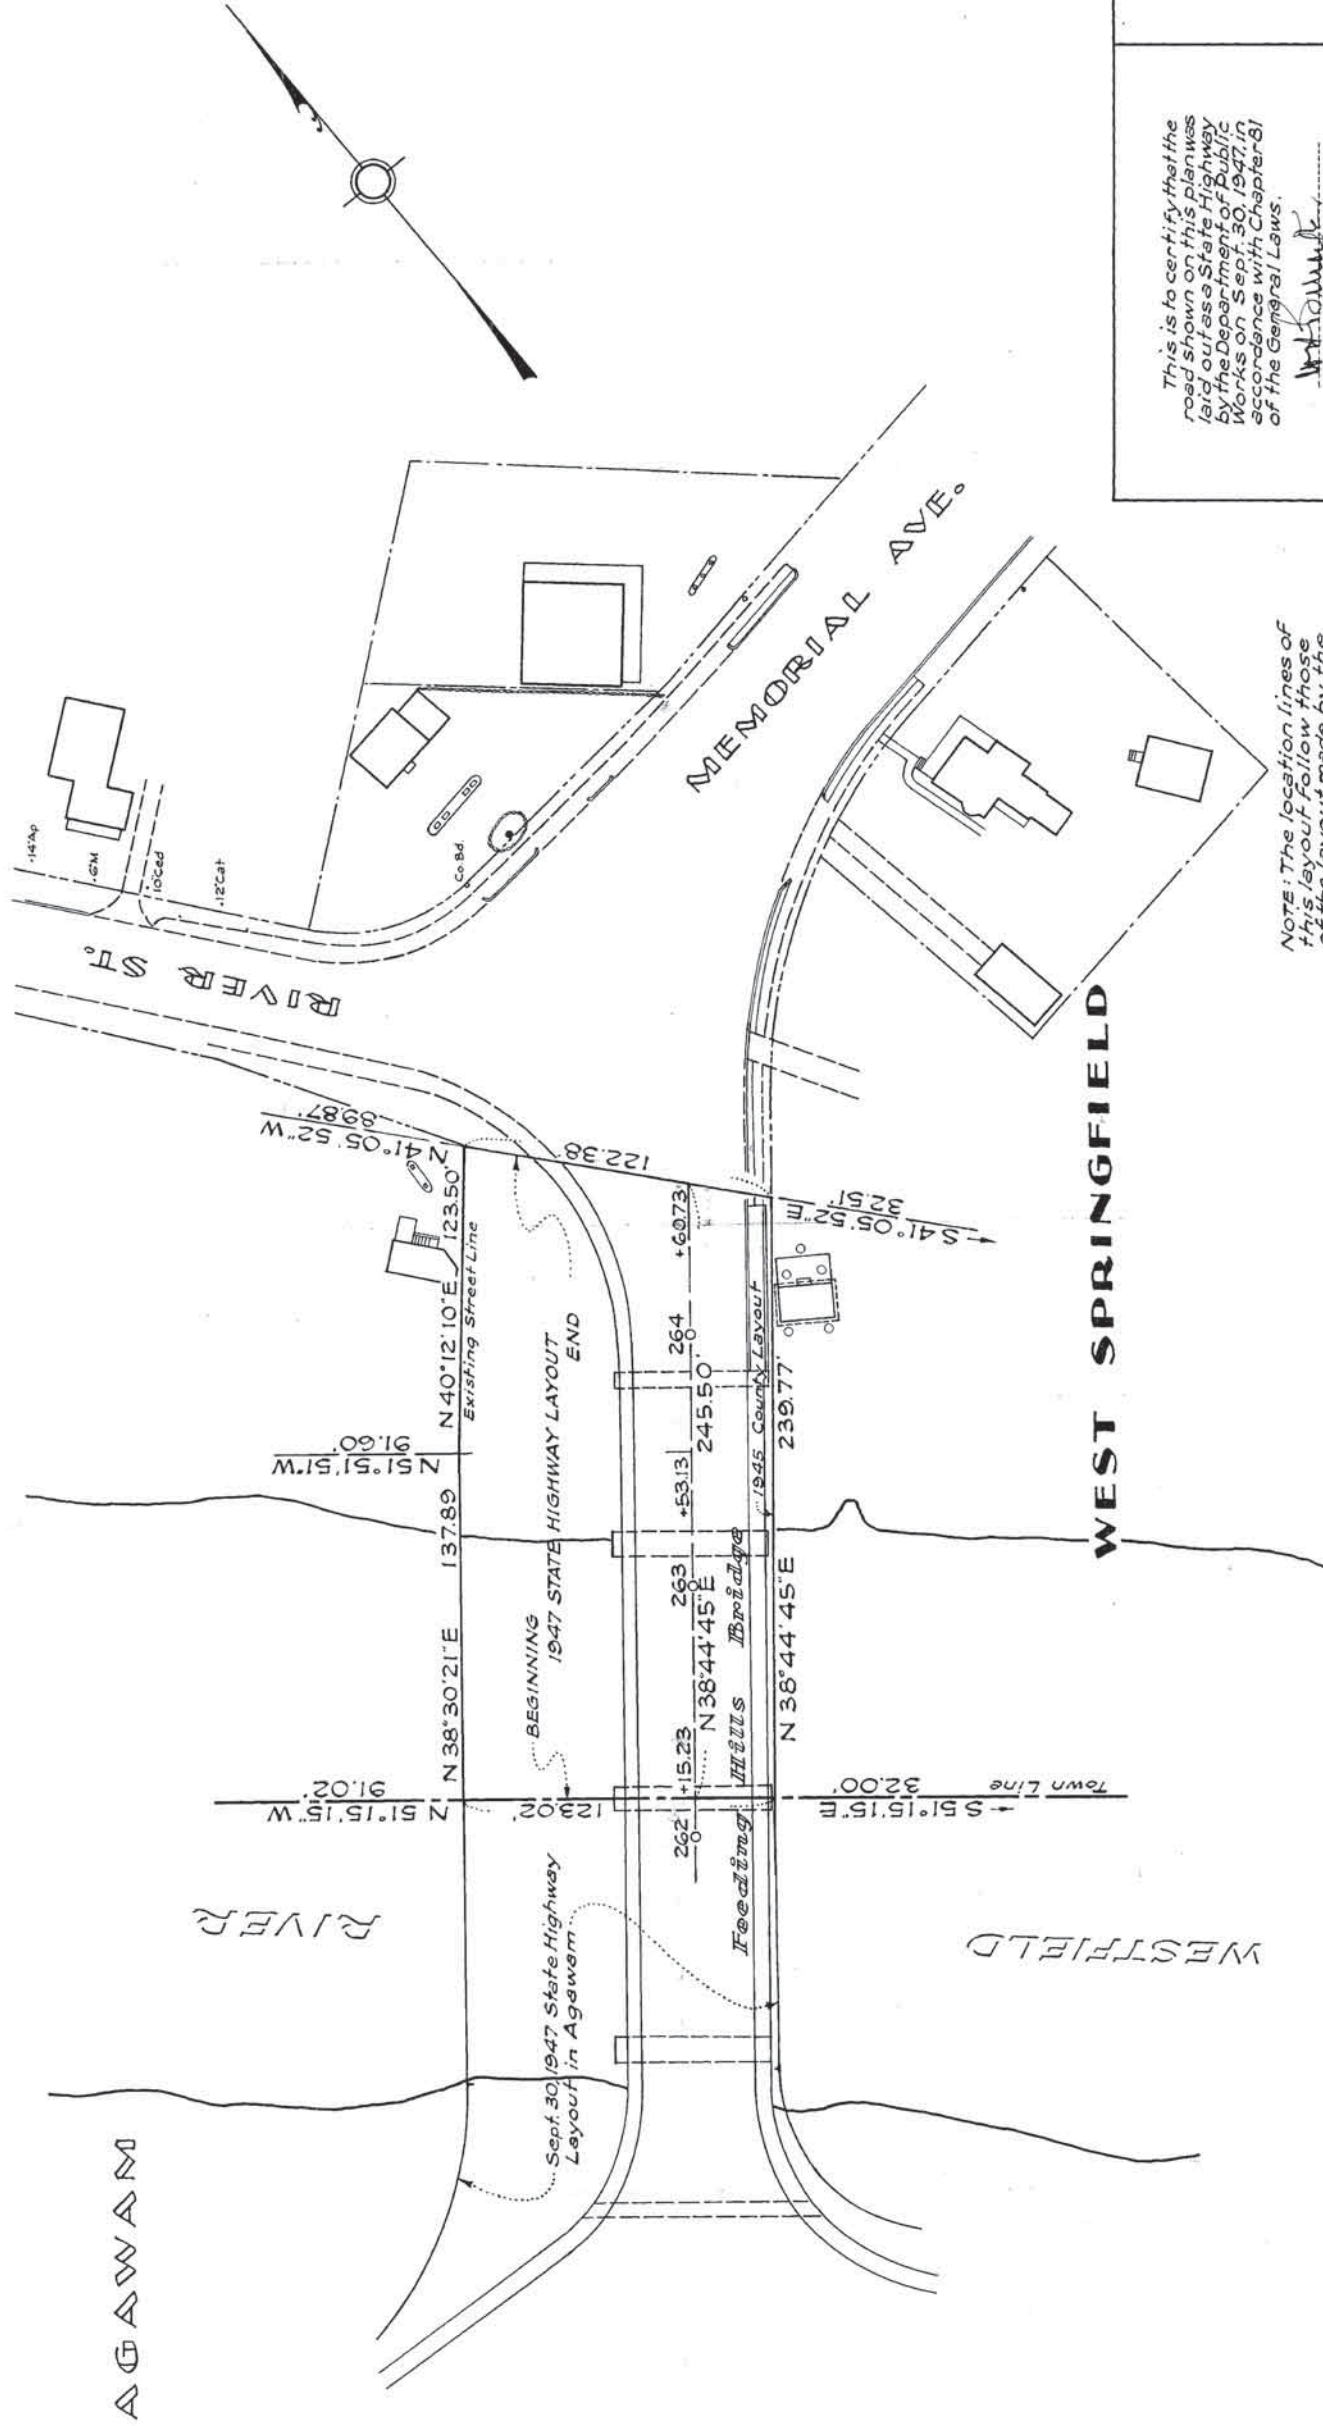 AGAWAM
RIVER
WESTFIELD
Sept. 30, 1947 State Highway
Layout in Agawam
N 51°15'15"W
91.02'
123.02'
S 51°15'15"E
32.00'
Town Line
BEGINNING
1947 STATE HIGHWAY LAYOUT
END
N 38°30'21"E
137.89
N 51°51'51"W
91.60'
N 40°12'10"E
123.50'
Existing Street Line
N 41°05'52"W
89.87'
122.38
S 41°05'52"E
32.51'
262
+15.23
N 38°44'45"E
263
+53.13
245.50'
264
+60.73
Feeding Hills Bridge
1945 County Layout
N 38°44'45"E
239.77'
RIVER ST.
14"Ap
6"M
10"Ced
12"Cat
Co. Bd.
MEMORIAL AVE.
WEST SPRINGFIELD
NOTE: The location lines of
this layout follow those
of the layout made by the
This is to certify that the
road shown on this plan was
laid out as a State Highway
by the Department of Public
Works on Sept. 30, 1947, in
accordance with Chapter 81
of the General Laws.